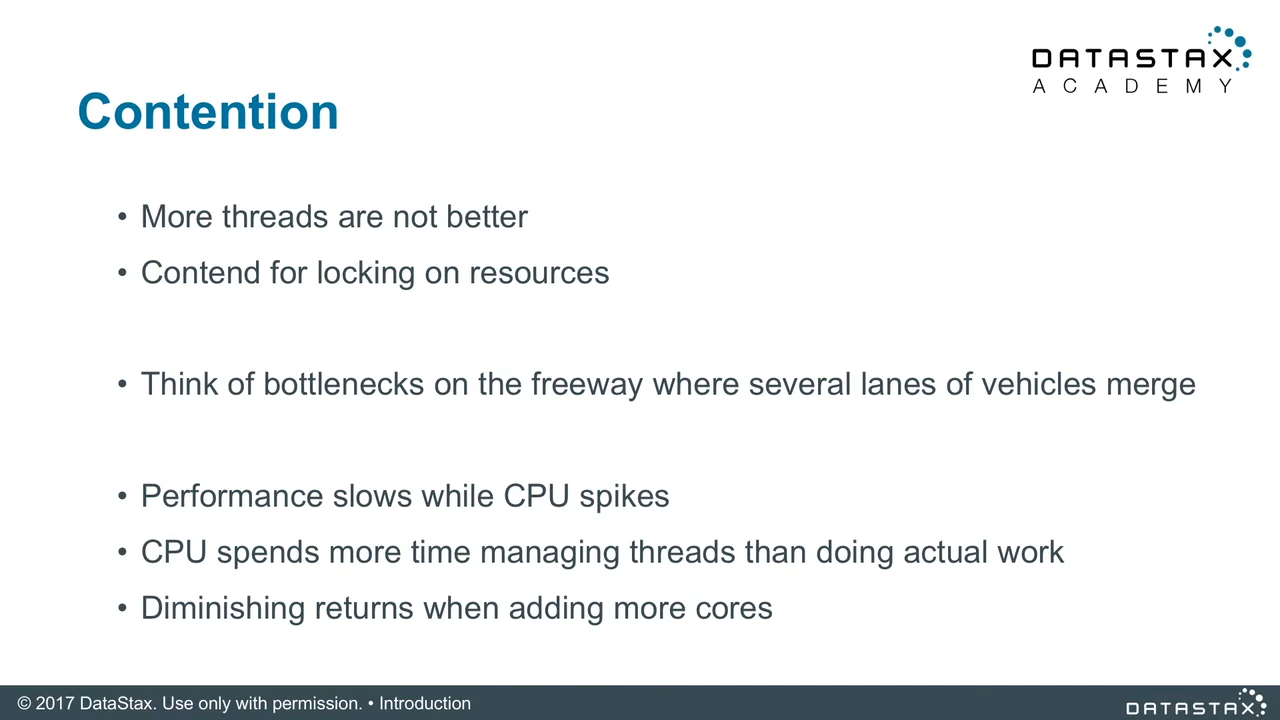 DATASTAX
ACADEMY
Contention
• More threads are not better
• Contend for locking on resources
• Think of bottlenecks on the freeway where several lanes of vehicles merge
• Performance slows while CPU spikes
• CPU spends more time managing threads than doing actual work
• Diminishing returns when adding more cores
© 2017 DataStax. Use only with permission. • Introduction
DATASTAX